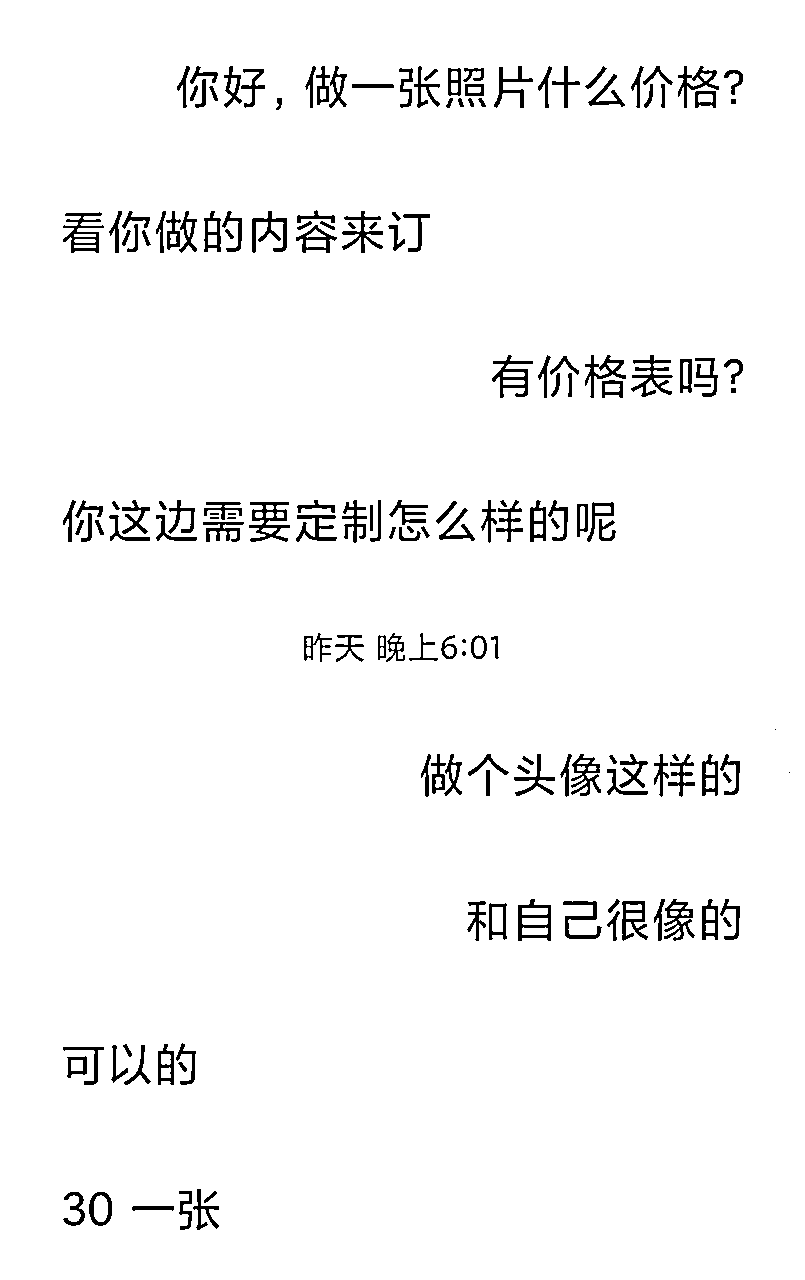 你好，做一张照片什么价格？
看你做的内容来订
有价格表吗？
你这边需要定制怎么样的呢
昨天 晚上6:01
做个头像这样的
和自己很像的
可以的
30 一张